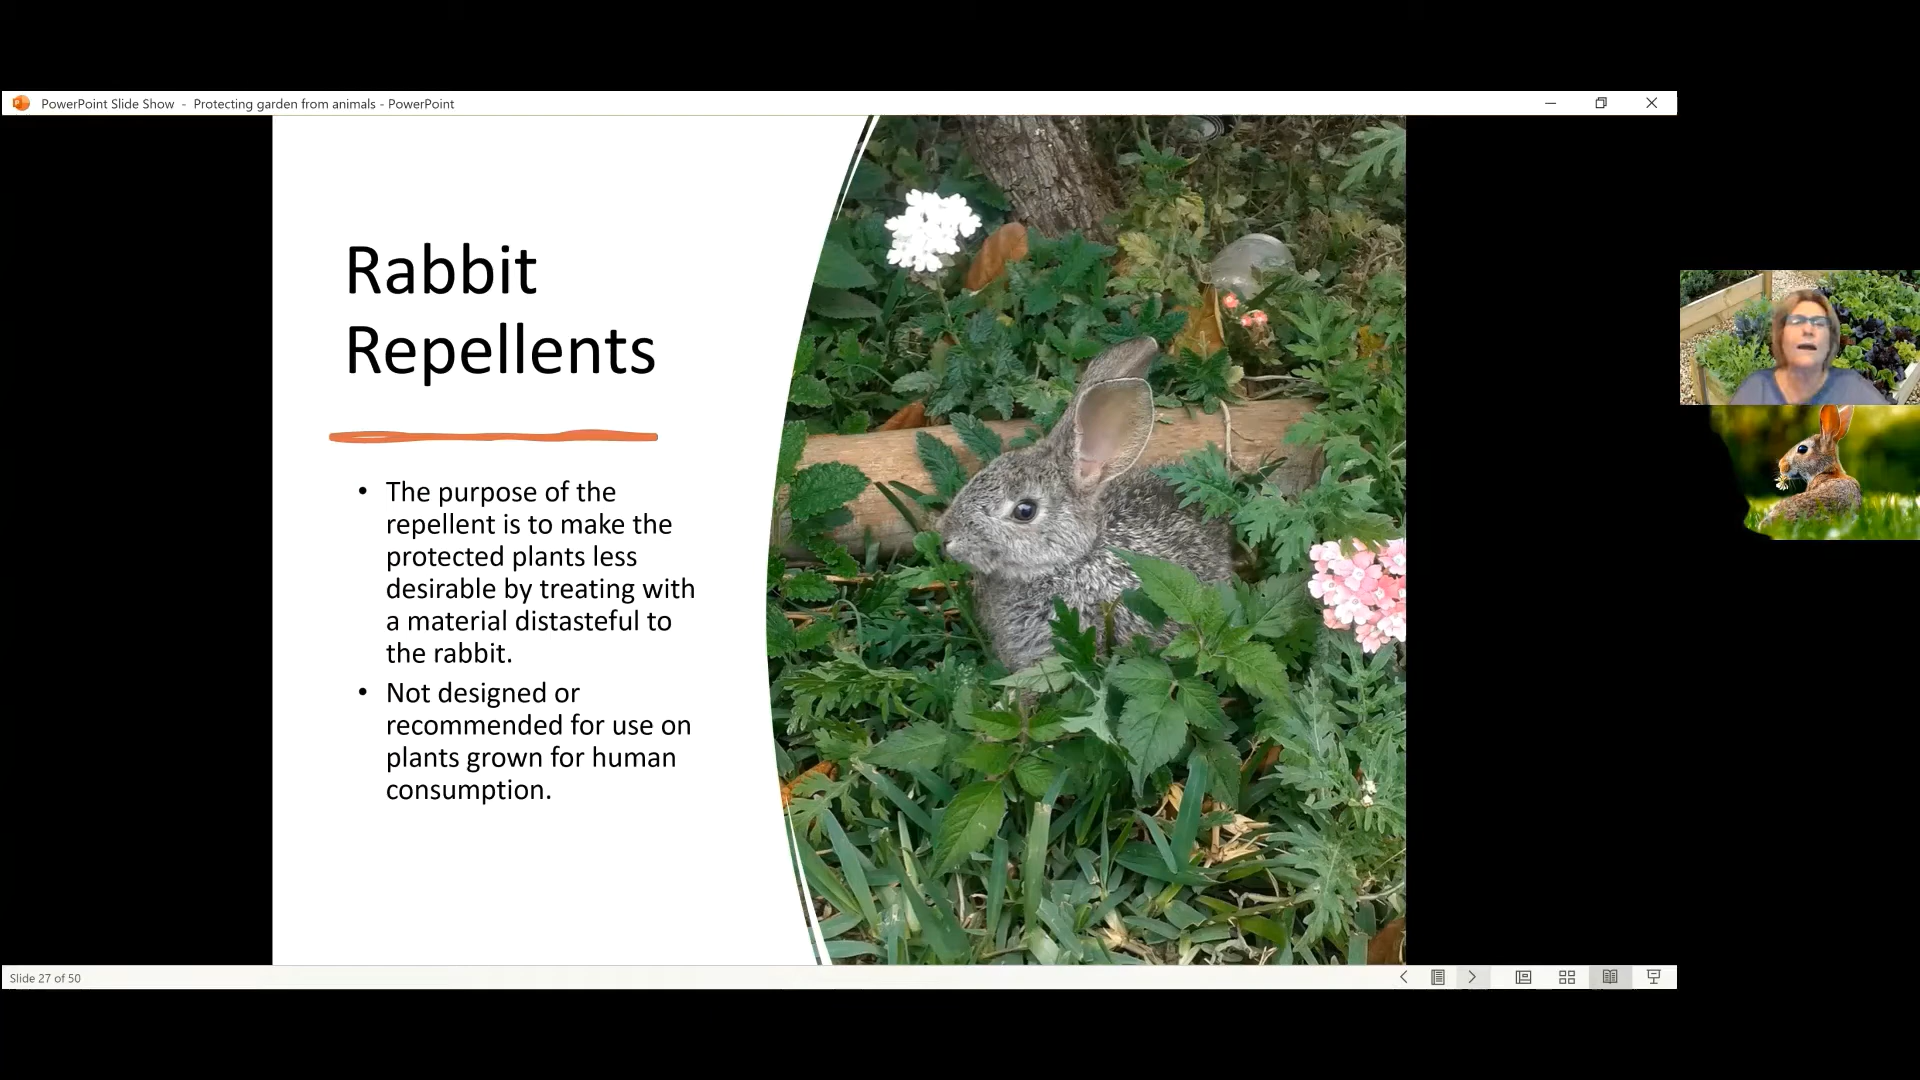 PowerPoint Slide Show - Protecting garden from animals - PowerPoint
Rabbit
Repellents
• The purpose of the
repellent is to make the
protected plants less
desirable by treating with
a material distasteful to
the rabbit.
• Not designed or
recommended for use on
plants grown for human
consumption.
Slide 27 of 50